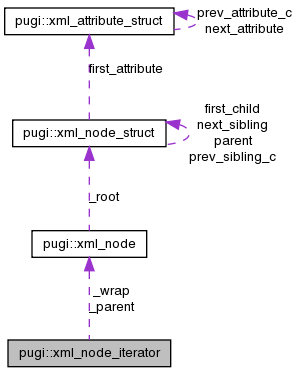 pugi::xml_attribute_struct
prev_attribute_c
next_attribute
first_attribute
pugi::xml_node_struct
first_child
next_sibling
parent
prev_sibling_c
_root
pugi::xml_node
_wrap
_parent
pugi::xml_node_iterator